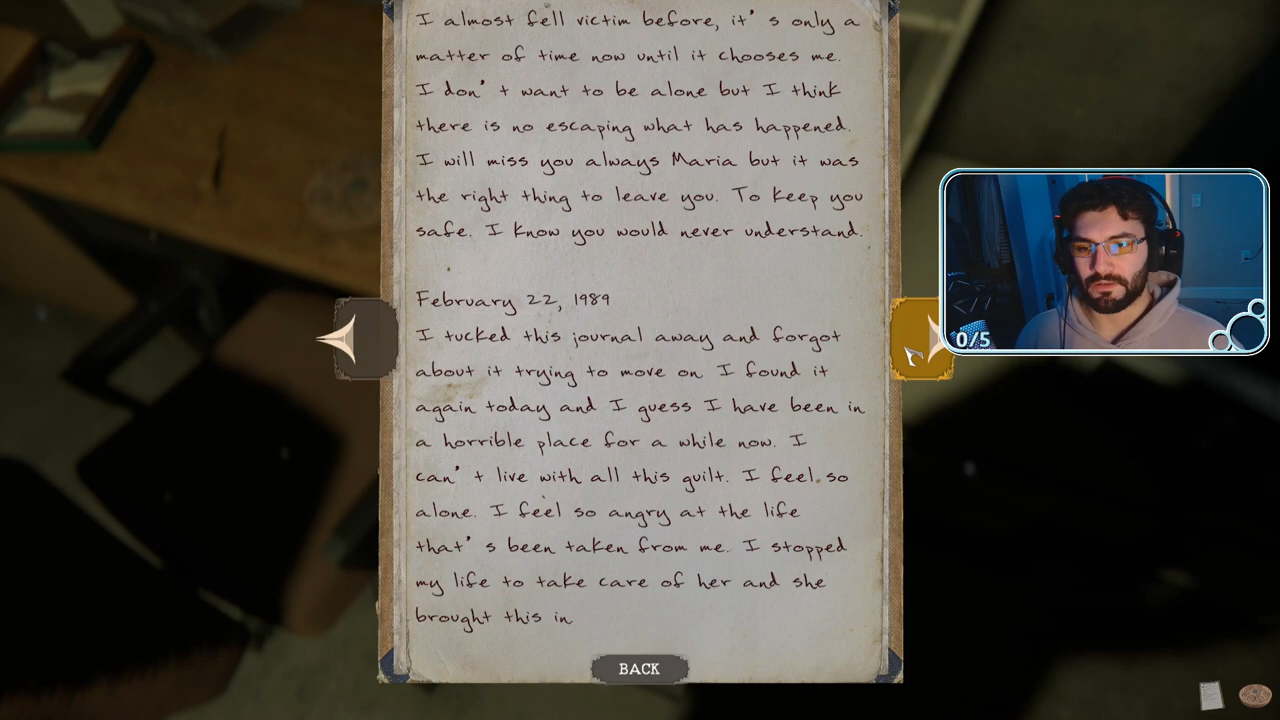 I almost fell victim before, it's only a
matter of time now until it chooses me.
I don't want to be alone but I think
there is no escaping what has happened.
I will miss you always Maria but it was
the right thing to leave you. To keep you
safe. I know you would never understand.
February 22, 1989
I tucked this journal away and forgot
about it trying to move on I found it
again today and I guess I have been in
a horrible place for a while now. I
can't live with all this guilt. I feel so
alone. I feel so angry at the life
that's been taken from me. I stopped
my life to take care of her and she
brought this in
BACK
0/5